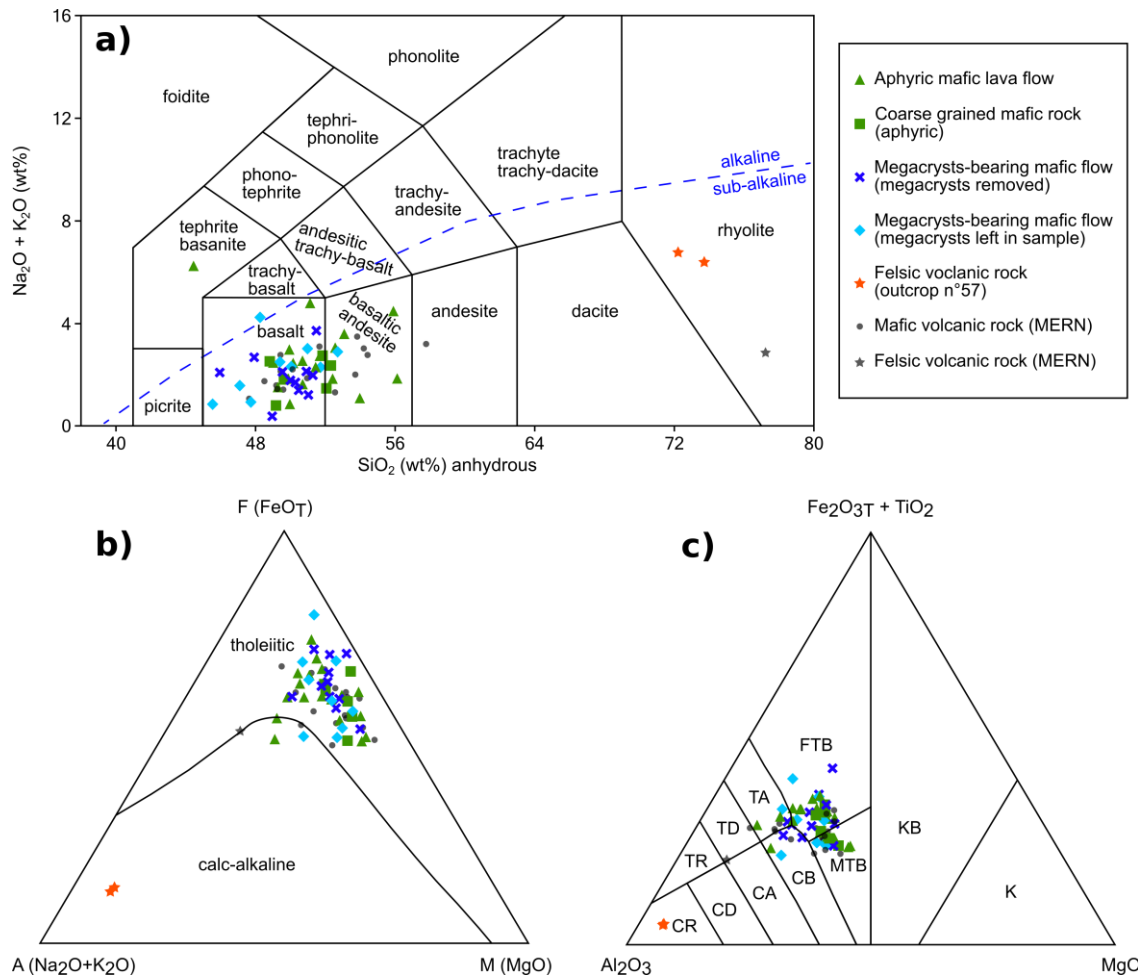 a)
Na2O + K2O (wt%)
16
12
8
4
0
foidite
phonolite
tephri-
phonolite
phono-
tephrite
tephrite
basanite
trachy-
andesite
trachyte
trachy-dacite
alkaline
sub-alkaline
rhyolite
andesitic
trachy-basalt
trachy-
basalt
basalt
basaltic
andesite
andesite
dacite
picrite
40
48
56
64
72
80
SiO2 (wt%) anhydrous
Aphyric mafic lava flow
Coarse grained mafic rock
(aphyric)
Megacrysts-bearing mafic flow
(megacrysts removed)
Megacrysts-bearing mafic flow
(megacrysts left in sample)
Felsic voclanic rock
(outcrop n°57)
Mafic volcanic rock (MERN)
Felsic volcanic rock (MERN)
F (FeOT)
b)
tholeiitic
calc-alkaline
A (Na2O+K2O)
M (MgO)
Fe2O3T + TiO2
c)
FTB
TA
TD
TR
KB
MTB
CB
CA
CD
CR
K
Al2O3
MgO